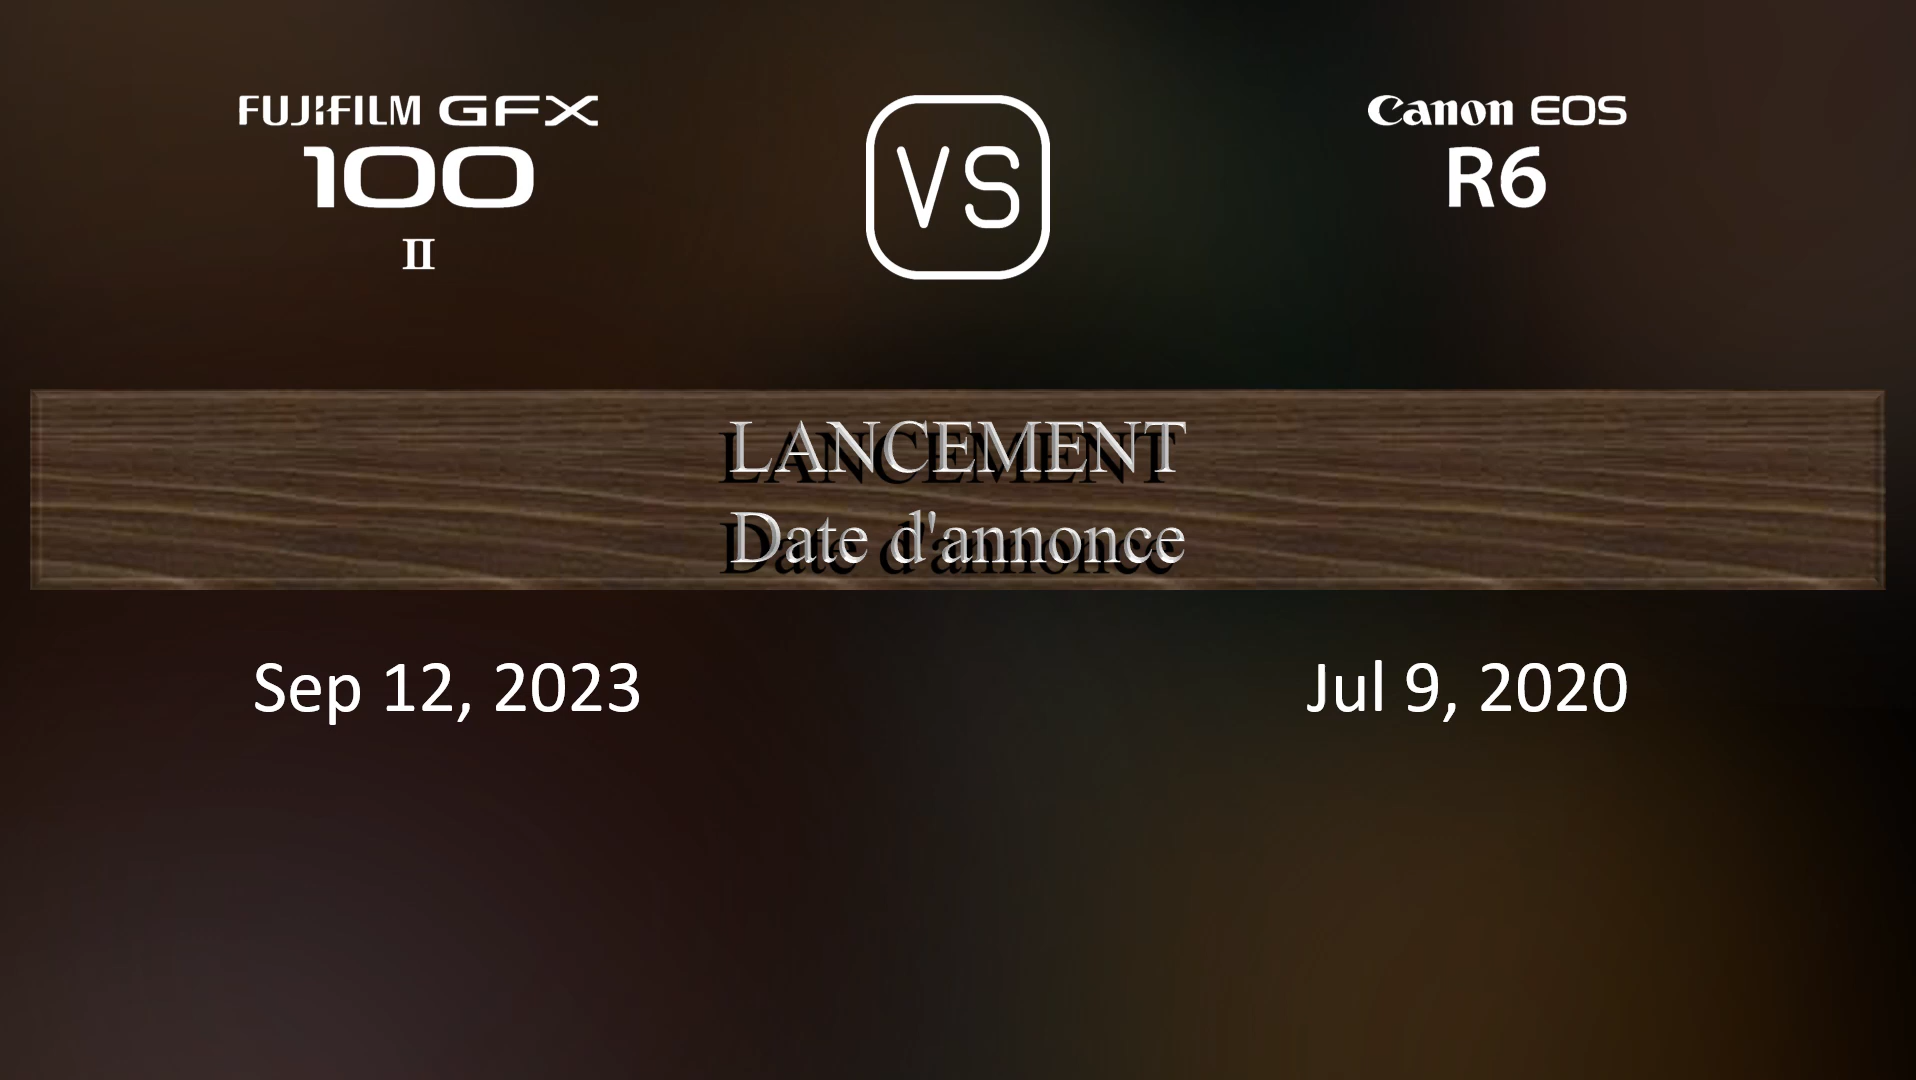 FUJIFILM GFX
100
II
VS
Canon EOS
R6
LANCEMENT
Date d'annonce
Sep 12, 2023
Jul 9, 2020